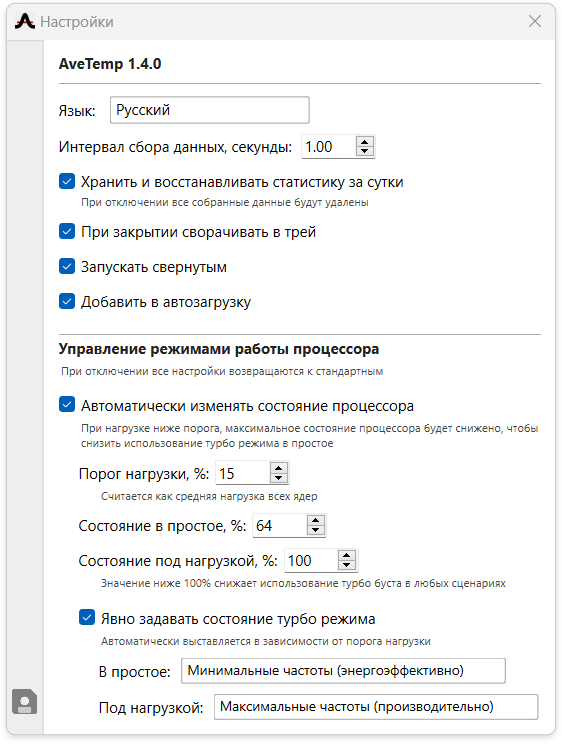 Настройки
AveTemp 1.4.0
Язык: Русский
Интервал сбора данных, секунды: 1.00
Хранить и восстанавливать статистику за сутки
При отключении все собранные данные будут удалены
При закрытии сворачивать в трей
Запускать свернутым
Добавить в автозагрузку
Управление режимами работы процессора
При отключении все настройки возвращаются к стандартным
Автоматически изменять состояние процессора
При нагрузке ниже порога, максимальное состояние процессора будет снижено, чтобы
снизить использование турбо режима в простое
Порог нагрузки, %: 15
Считается как средняя нагрузка всех ядер
Состояние в простое, %: 64
Состояние под нагрузкой, %: 100
Значение ниже 100% снижает использование турбо буста в любых сценариях
Явно задавать состояние турбо режима
Автоматически выставляется в зависимости от порога нагрузки
В простое: Минимальные частоты (энергоэффективно)
Под нагрузкой: Максимальные частоты (производительно)